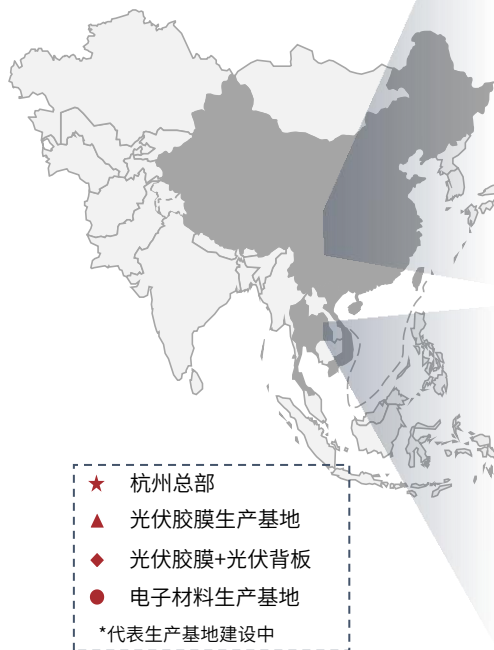 杭州总部
光伏胶膜生产基地
光伏胶膜+光伏背板
电子材料生产基地
*代表生产基地建设中